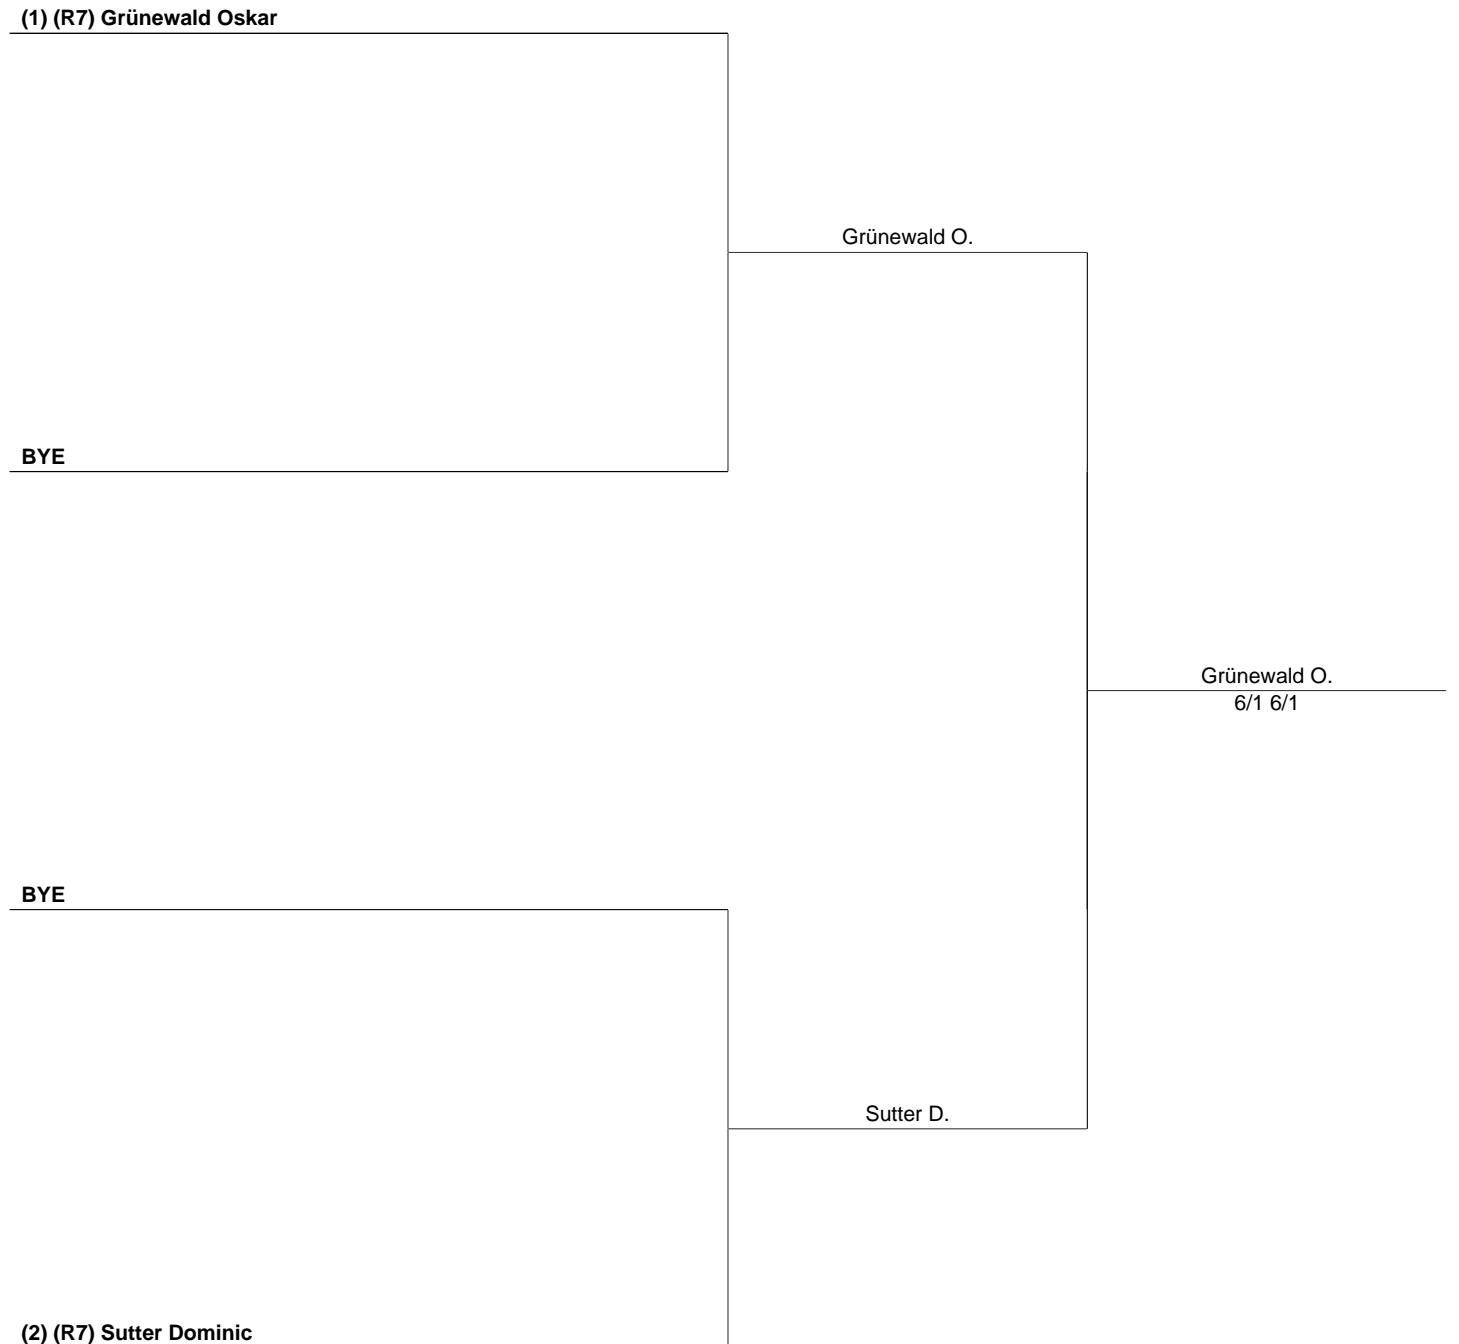 (1) (R7) Grünewald Oskar
Grünewald O.
BYE
Grünewald O.
6/1 6/1
BYE
Sutter D.
(2) (R7) Sutter Dominic